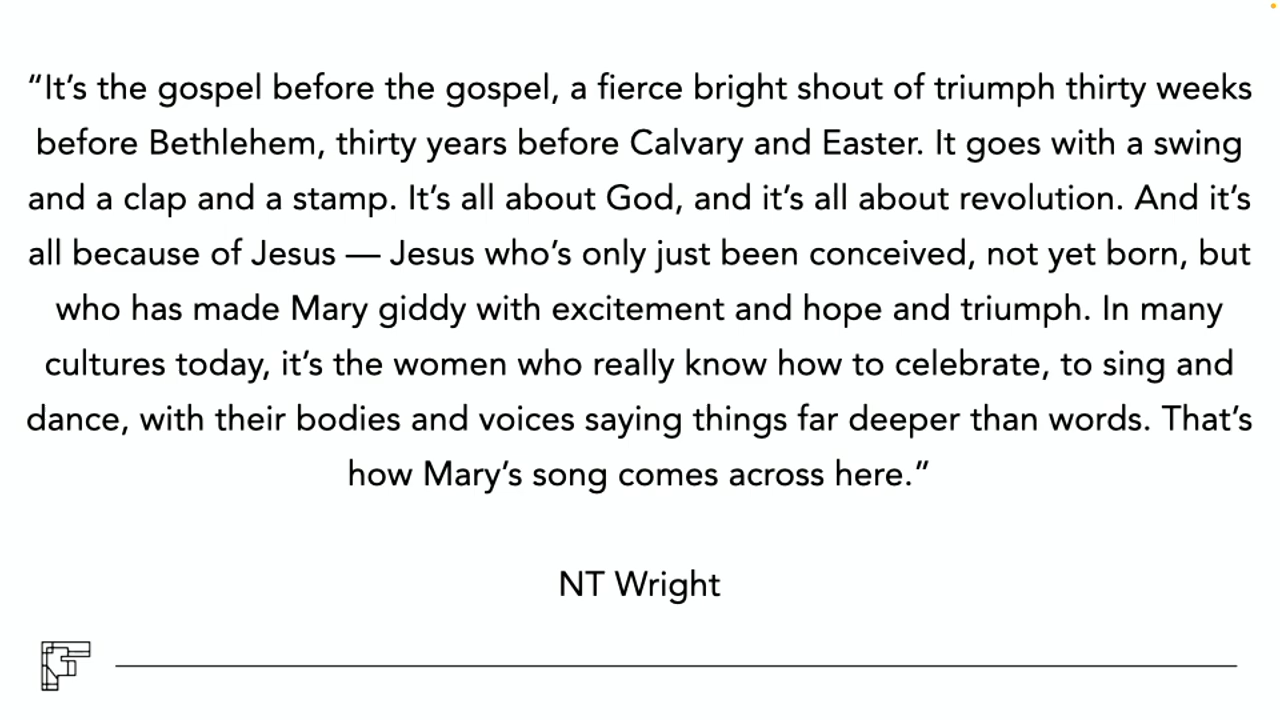 “It’s the gospel before the gospel, a fierce bright shout of triumph thirty weeks
before Bethlehem, thirty years before Calvary and Easter. It goes with a swing
and a clap and a stamp. It’s all about God, and it’s all about revolution. And it’s
all because of Jesus — Jesus who’s only just been conceived, not yet born, but
who has made Mary giddy with excitement and hope and triumph. In many
cultures today, it’s the women who really know how to celebrate, to sing and
dance, with their bodies and voices saying things far deeper than words. That’s
how Mary’s song comes across here.”
NT Wright